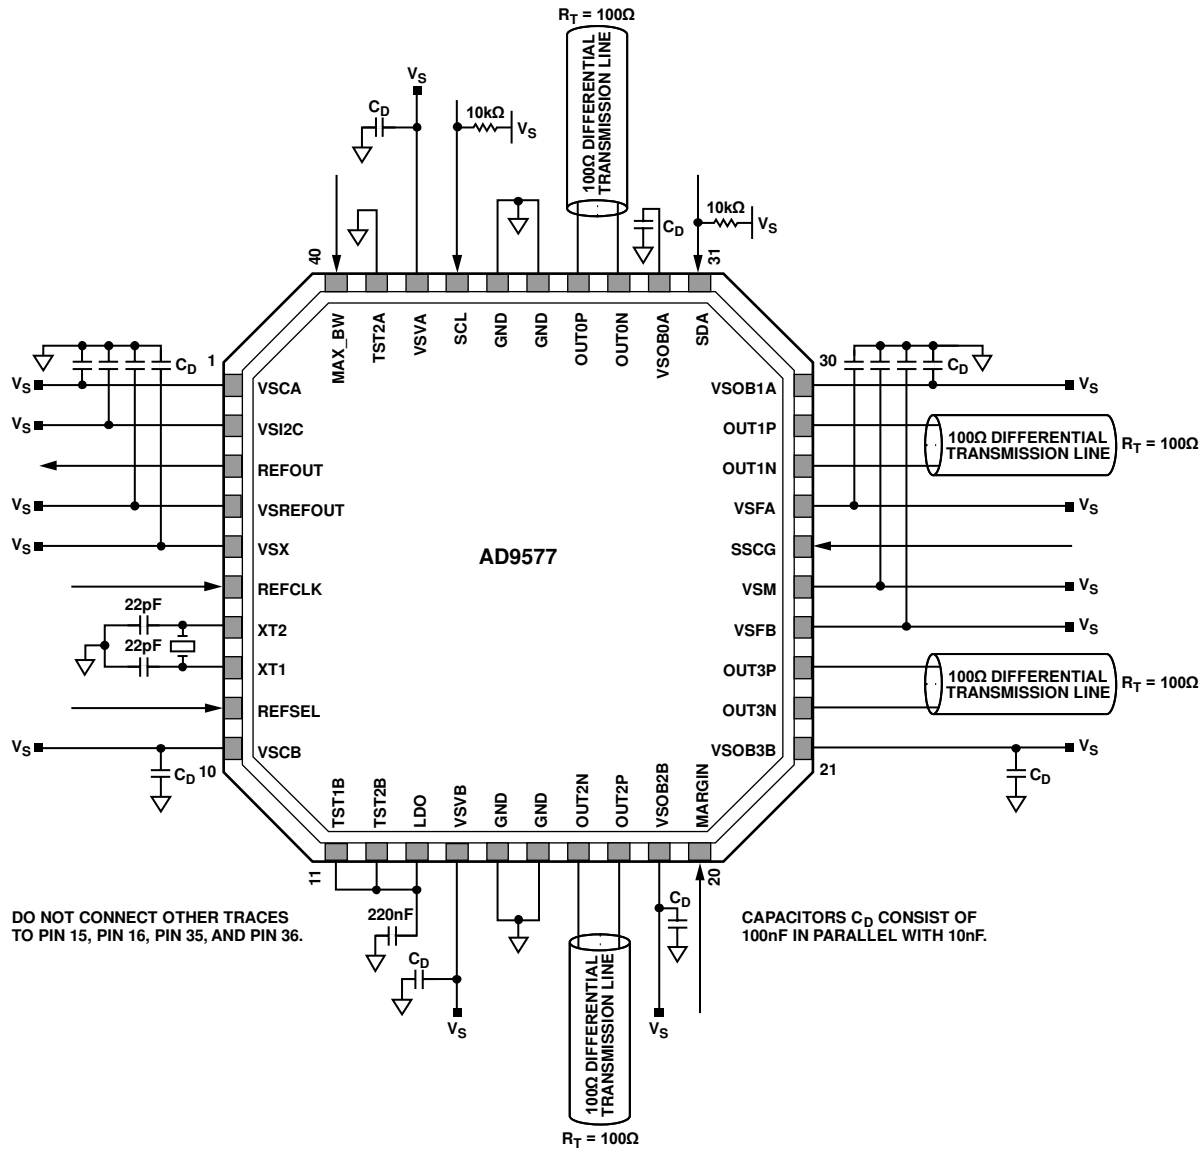 R_T = 100Ω
100Ω DIFFERENTIAL
TRANSMISSION LINE
V_S
C_D
10kΩ
V_S
C_D
10kΩ
V_S
40
31
MAX_BW
TST2A
VSVA
SCL
GND
GND
OUT0P
OUT0N
VSOB0A
SDA
1
C_D
V_S
VSCA
V_S
VSI2C
REFOUT
V_S
VSREFOUT
V_S
VSX
REFCLK
22pF
XT2
22pF
XT1
REFSEL
V_S
VSCB
C_D
10
AD9577
30
C_D
VSOB1A
V_S
OUT1P
100Ω DIFFERENTIAL
TRANSMISSION LINE
R_T = 100Ω
OUT1N
VSFA
V_S
SSCG
VSM
V_S
VSFB
V_S
OUT3P
100Ω DIFFERENTIAL
TRANSMISSION LINE
R_T = 100Ω
OUT3N
VSOB3B
V_S
21
C_D
TST1B
TST2B
LDO
VSVB
GND
GND
OUT2N
OUT2P
VSOB2B
MARGIN
11
20
220nF
C_D
V_S
C_D
V_S
100Ω DIFFERENTIAL
TRANSMISSION LINE
R_T = 100Ω
DO NOT CONNECT OTHER TRACES
TO PIN 15, PIN 16, PIN 35, AND PIN 36.
CAPACITORS C_D CONSIST OF
100nF IN PARALLEL WITH 10nF.